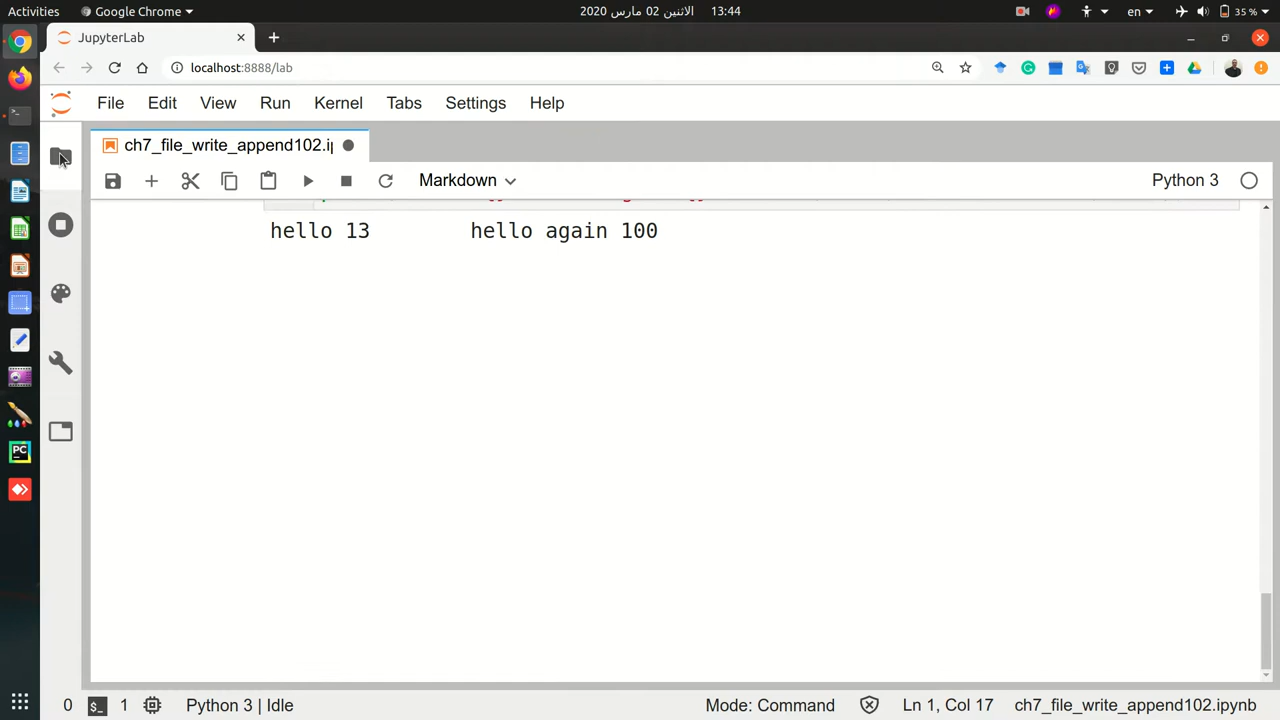 Activities Google Chrome الاثنين 02 مارس 2020 13:44 en 35 %
JupyterLab
localhost:8888/lab
File Edit View Run Kernel Tabs Settings Help
ch7_file_write_append102.i
Markdown Python 3
hello 13 hello again 100
0 $_ 1 Python 3 | Idle Mode: Command Ln 1, Col 17 ch7_file_write_append102.ipynb
PC